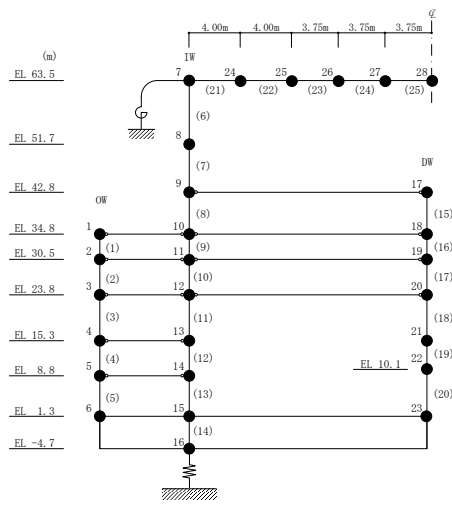 ℄
4.00m 4.00m 3.75m 3.75m 3.75m
(m)
IW
EL 63.5
7 24 25 26 27 28
(21) (22) (23) (24) (25)
(6)
EL 51.7
8
(7)
DW
EL 42.8
9 17
OW
(8) (15)
EL 34.8
1 10 18
(1) (9) (16)
EL 30.5
2 11 19
(2) (10) (17)
EL 23.8
3 12 20
(3) (11) (18)
EL 15.3
4 13 21
(4) (12) (19)
EL 10.1
22
EL 8.8
5 14
(5) (13) (20)
EL 1.3
6 15 23
(14)
EL -4.7
16